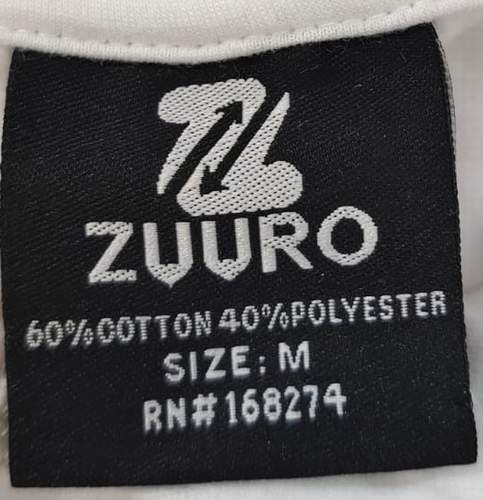 ZUURO
60%COTTON 40%POLYESTER
SIZE: M
RN#168274